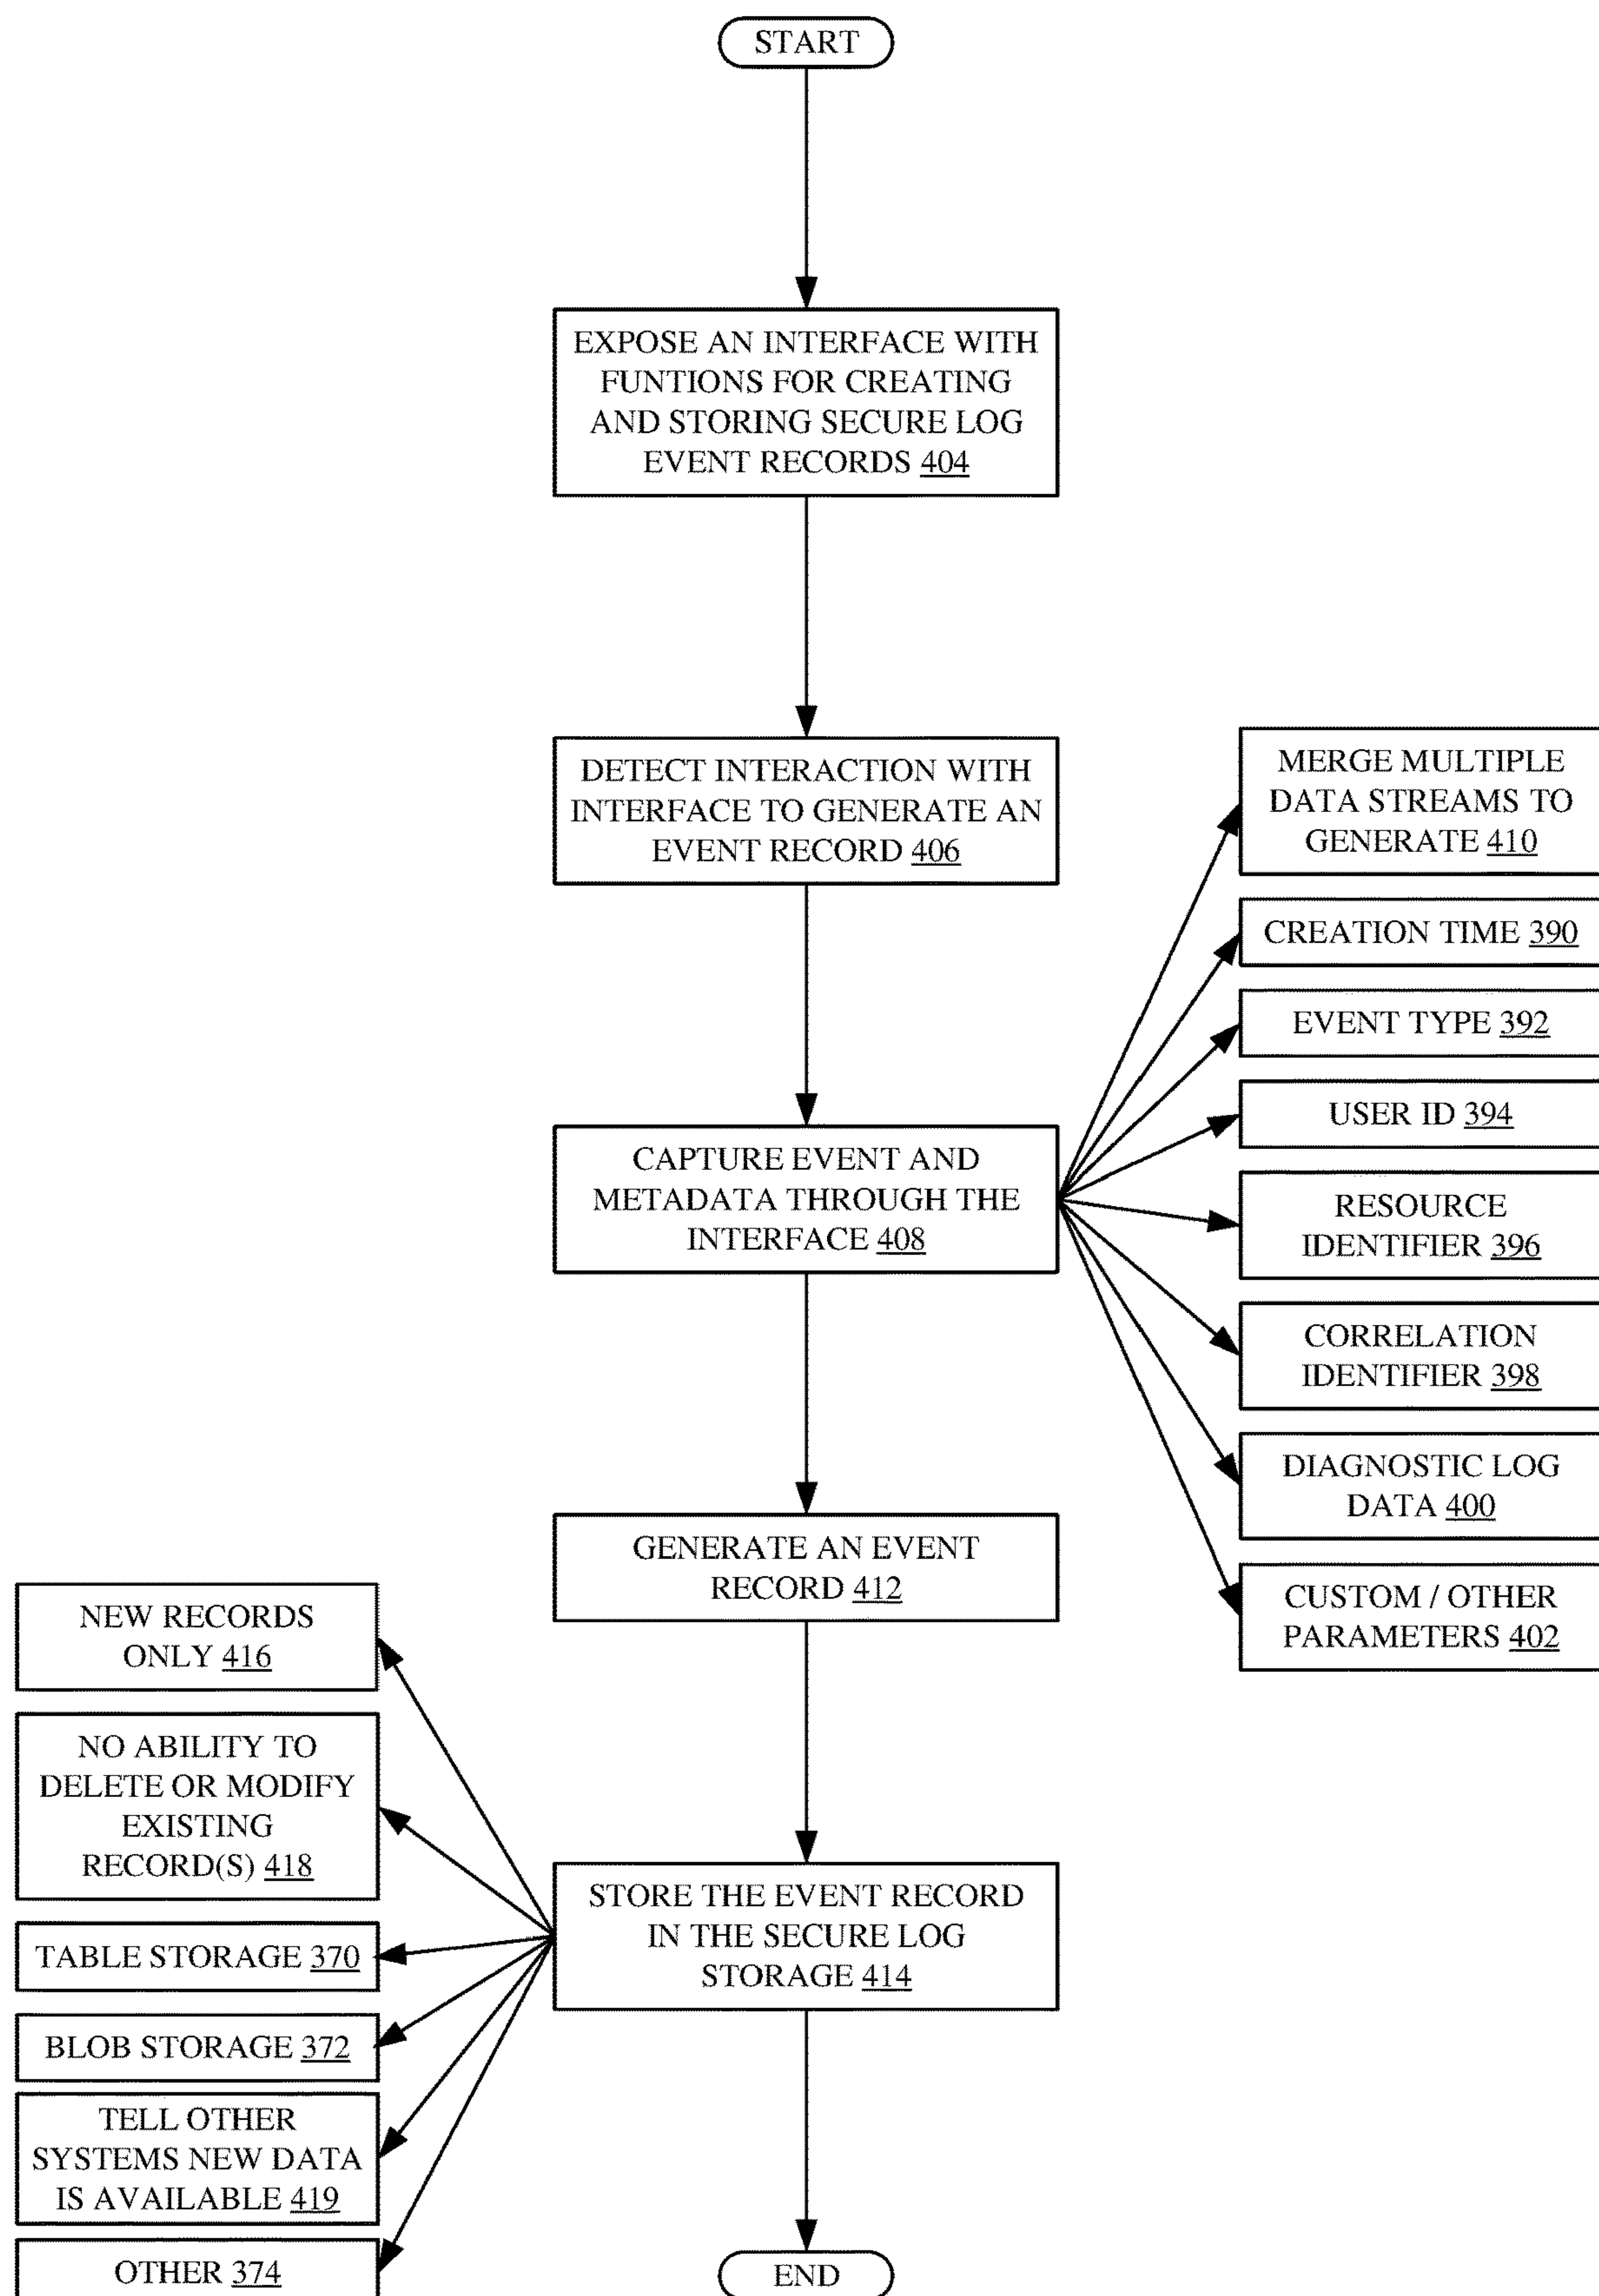 START
EXPOSE AN INTERFACE WITH
FUNTIONS FOR CREATING
AND STORING SECURE LOG
EVENT RECORDS 404
DETECT INTERACTION WITH
INTERFACE TO GENERATE AN
EVENT RECORD 406
CAPTURE EVENT AND
METADATA THROUGH THE
INTERFACE 408
MERGE MULTIPLE
DATA STREAMS TO
GENERATE 410
CREATION TIME 390
EVENT TYPE 392
USER ID 394
RESOURCE
IDENTIFIER 396
CORRELATION
IDENTIFIER 398
DIAGNOSTIC LOG
DATA 400
CUSTOM / OTHER
PARAMETERS 402
GENERATE AN EVENT
RECORD 412
STORE THE EVENT RECORD
IN THE SECURE LOG
STORAGE 414
NEW RECORDS
ONLY 416
NO ABILITY TO
DELETE OR MODIFY
EXISTING
RECORD(S) 418
TABLE STORAGE 370
BLOB STORAGE 372
TELL OTHER
SYSTEMS NEW DATA
IS AVAILABLE 419
OTHER 374
END